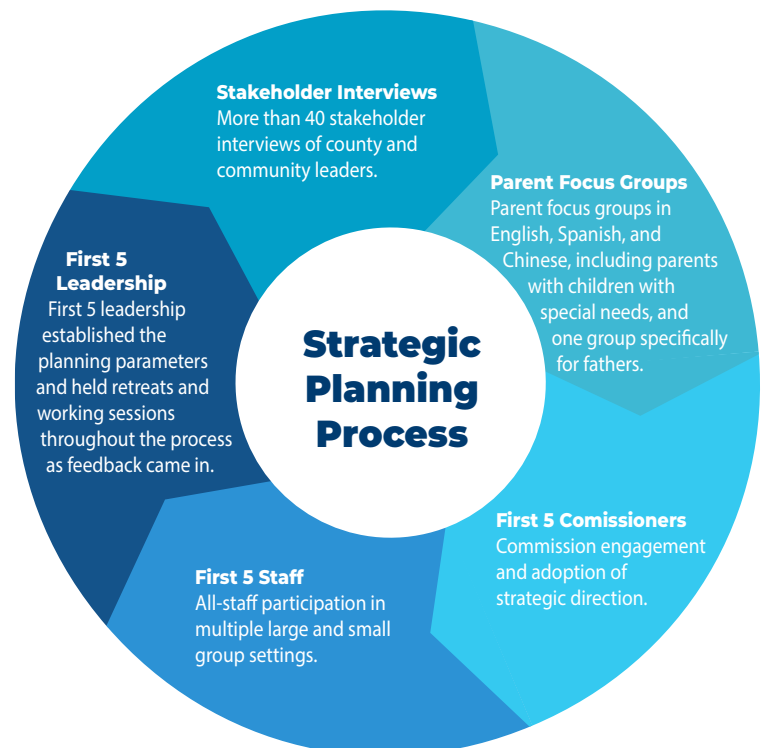 Stakeholder Interviews
More than 40 stakeholder
interviews of county and
community leaders.
Parent Focus Groups
Parent focus groups in
English, Spanish, and
Chinese, including parents
with children with
special needs, and
one group specifically
for fathers.
First 5
Leadership
First 5 leadership
established the
planning parameters
and held retreats and
working sessions
throughout the process
as feedback came in.
Strategic
Planning
Process
First 5 Comissioners
Commission engagement
and adoption of
strategic direction.
First 5 Staff
All-staff participation in
multiple large and small
group settings.